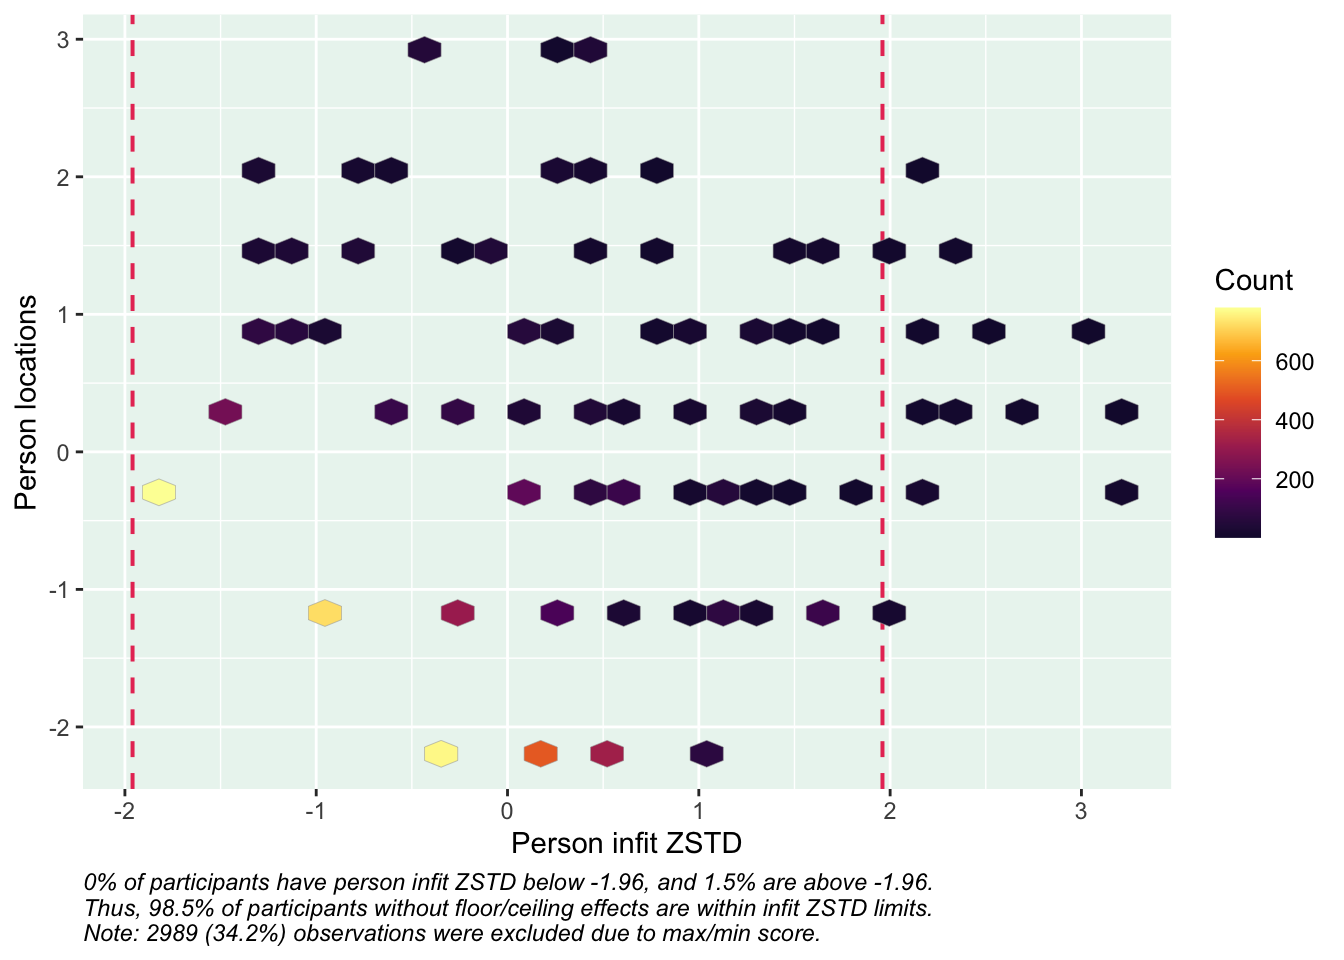 3
2
1
0
-1
-2
Person locations
-2
-1
0
1
2
3
Person infit ZSTD
Count
600
400
200
0% of participants have person infit ZSTD below -1.96, and 1.5% are above -1.96.
Thus, 98.5% of participants without floor/ceiling effects are within infit ZSTD limits.
Note: 2989 (34.2%) observations were excluded due to max/min score.